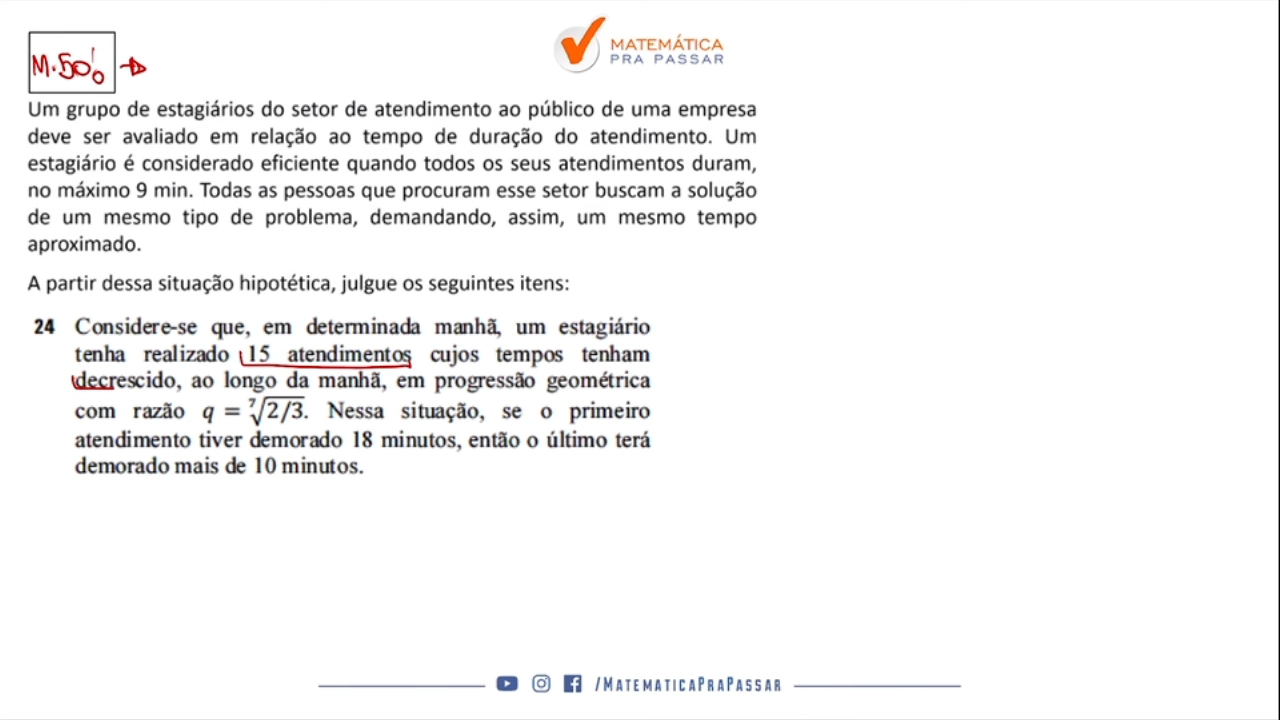 MATEMÁTICA
PRA PASSAR
M.50%
Um grupo de estagiários do setor de atendimento ao público de uma empresa
deve ser avaliado em relação ao tempo de duração do atendimento. Um
estagiário é considerado eficiente quando todos os seus atendimentos duram,
no máximo 9 min. Todas as pessoas que procuram esse setor buscam a solução
de um mesmo tipo de problema, demandando, assim, um mesmo tempo
aproximado.
A partir dessa situação hipotética, julgue os seguintes itens:
24 Considere-se que, em determinada manhã, um estagiário
tenha realizado 15 atendimentos cujos tempos tenham
decrescido, ao longo da manhã, em progressão geométrica
com razão q = ⁷√2/3. Nessa situação, se o primeiro
atendimento tiver demorado 18 minutos, então o último terá
demorado mais de 10 minutos.
/MATEMATICAPRAPASSAR